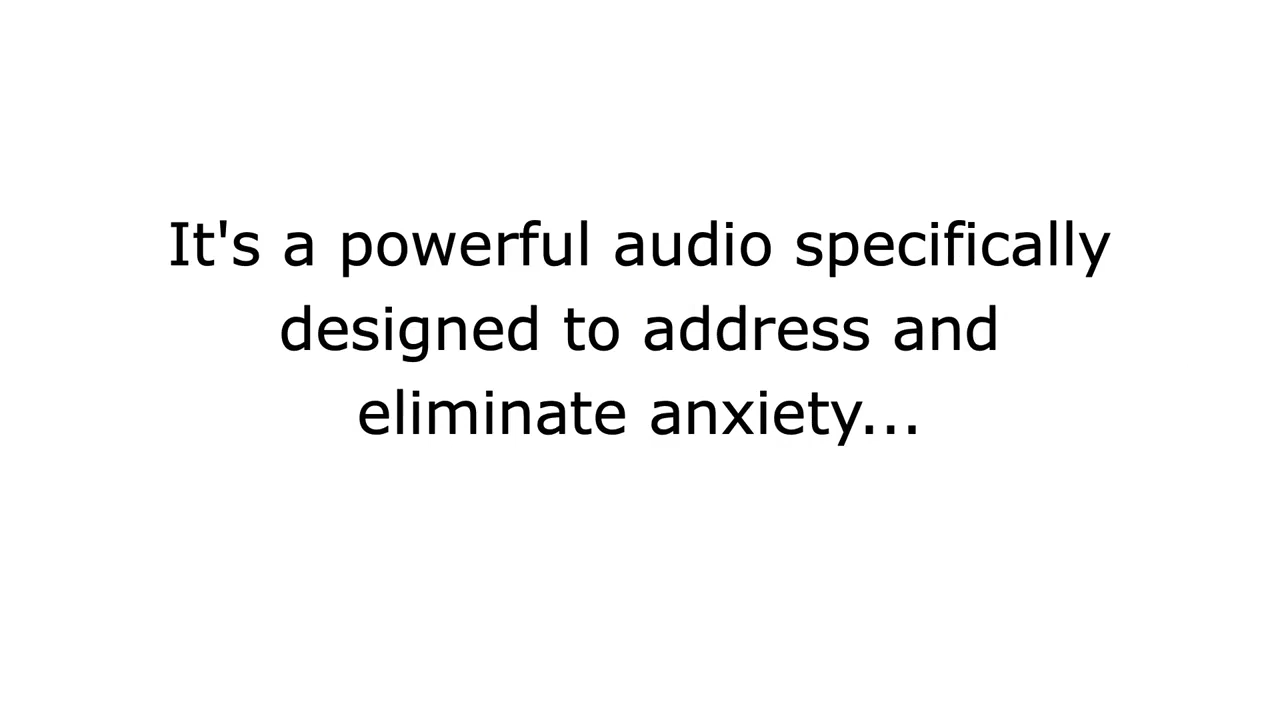 It's a powerful audio specifically
designed to address and
eliminate anxiety...